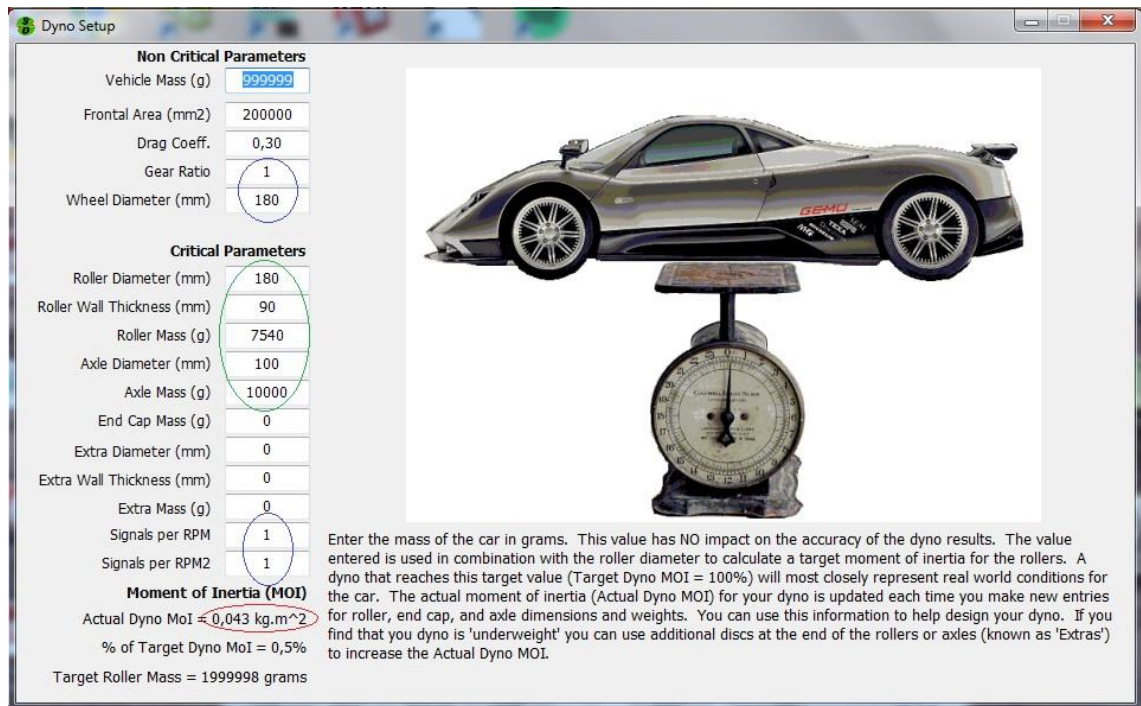 Dyno Setup
Non Critical Parameters
Vehicle Mass (g) 999999
Frontal Area (mm2) 200000
Drag Coeff. 0,30
Gear Ratio 1
Wheel Diameter (mm) 180
Critical Parameters
Roller Diameter (mm) 180
Roller Wall Thickness (mm) 90
Roller Mass (g) 7540
Axle Diameter (mm) 100
Axle Mass (g) 10000
End Cap Mass (g) 0
Extra Diameter (mm) 0
Extra Wall Thickness (mm) 0
Extra Mass (g) 0
Signals per RPM 1
Signals per RPM2 1
Moment of Inertia (MOI)
Actual Dyno MoI = 0,043 kg.m^2
% of Target Dyno MoI = 0,5%
Target Roller Mass = 1999998 grams
GEMU
Enter the mass of the car in grams. This value has NO impact on the accuracy of the dyno results. The value
entered is used in combination with the roller diameter to calculate a target moment of inertia for the rollers. A
dyno that reaches this target value (Target Dyno MOI = 100%) will most closely represent real world conditions for
the car. The actual moment of inertia (Actual Dyno MOI) for your dyno is updated each time you make new entries
for roller, end cap, and axle dimensions and weights. You can use this information to help design your dyno. If you
find that you dyno is 'underweight' you can use additional discs at the end of the rollers or axles (known as 'Extras')
to increase the Actual Dyno MOI.